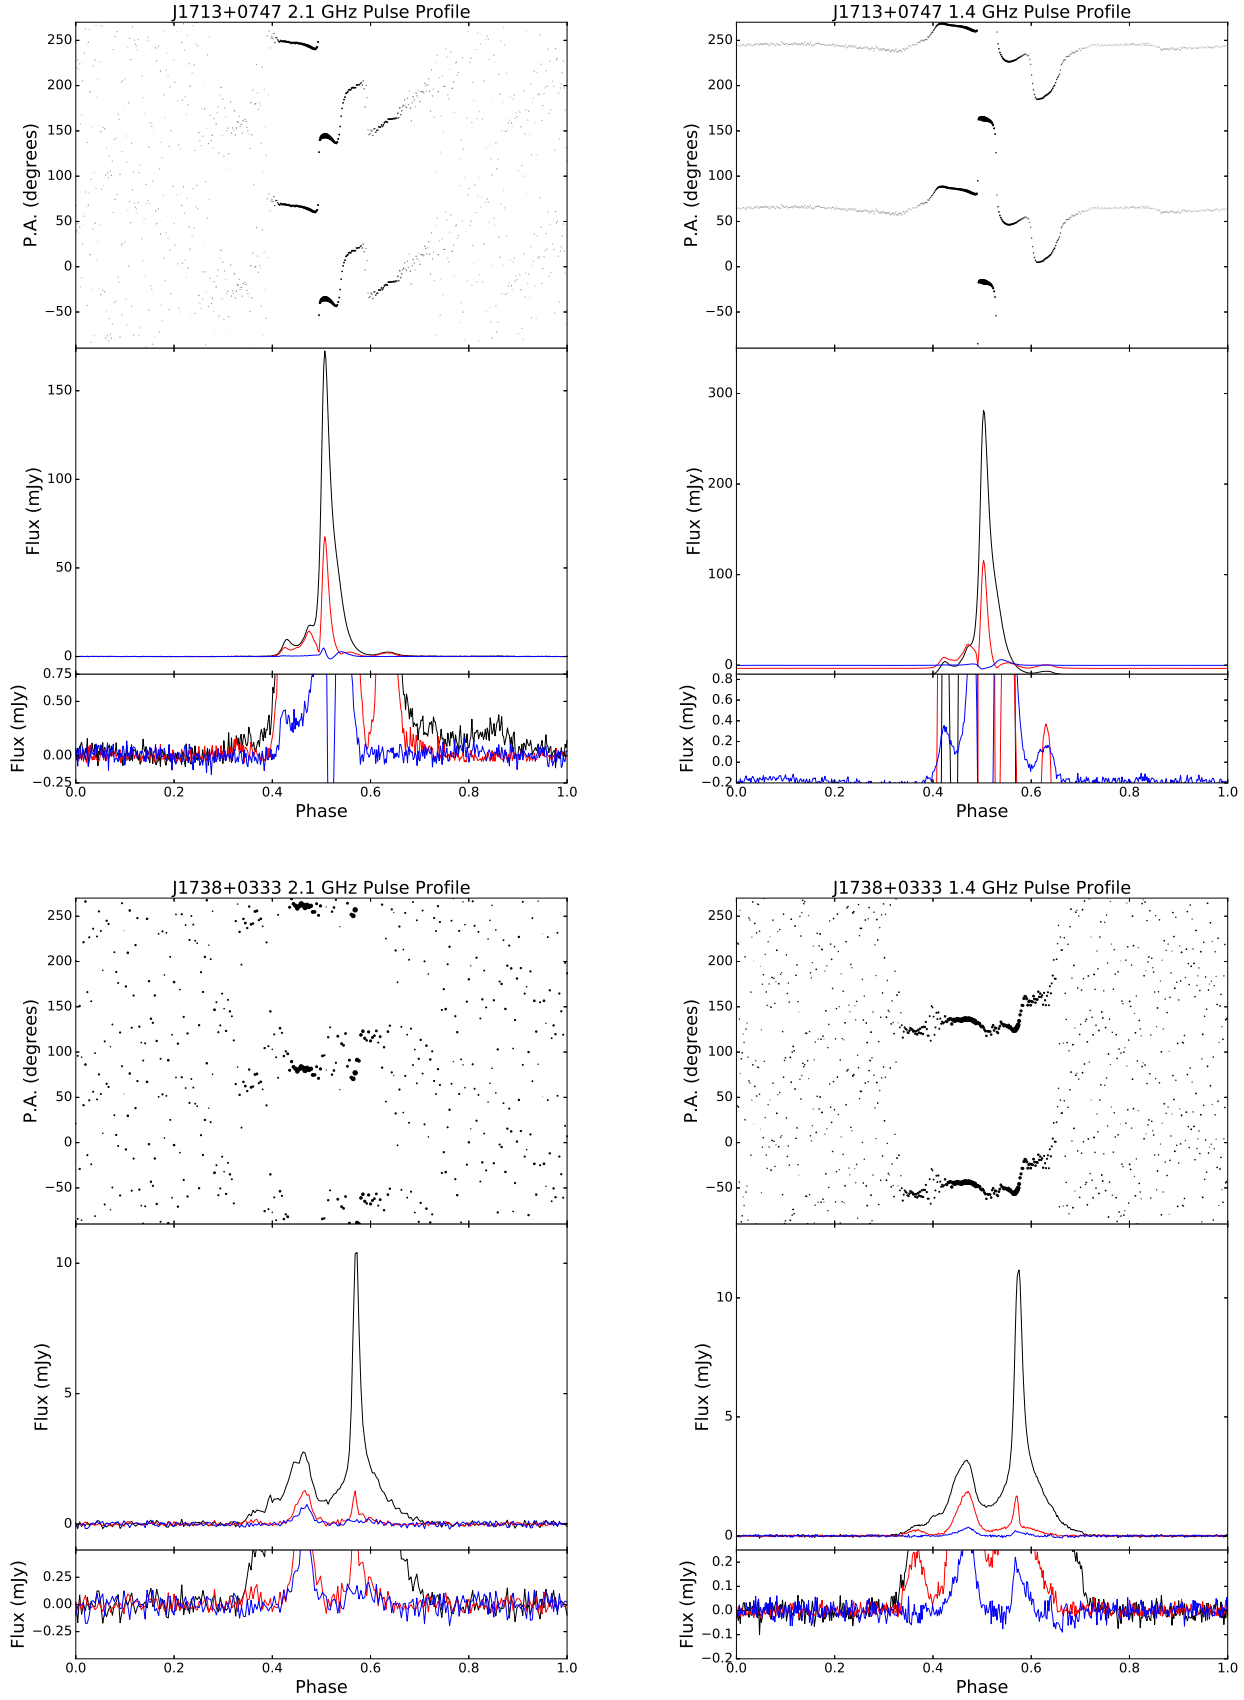 J1713+0747 2.1 GHz Pulse Profile
250
200
150
100
50
0
−50
P.A. (degrees)
150
100
50
0
Flux (mJy)
0.75
0.50
0.00
−0.25
Flux (mJy)
0.0 0.2 0.4 0.6 0.8 1.0
Phase
J1713+0747 1.4 GHz Pulse Profile
250
200
150
100
50
0
−50
P.A. (degrees)
300
200
100
0
Flux (mJy)
0.8
0.6
0.4
0.2
0.0
−0.2
Flux (mJy)
0.0 0.2 0.4 0.6 0.8 1.0
Phase
J1738+0333 2.1 GHz Pulse Profile
250
200
150
100
50
0
−50
P.A. (degrees)
10
5
0
Flux (mJy)
0.25
0.00
−0.25
Flux (mJy)
0.0 0.2 0.4 0.6 0.8 1.0
Phase
J1738+0333 1.4 GHz Pulse Profile
250
200
150
100
50
0
−50
P.A. (degrees)
10
5
0
Flux (mJy)
0.2
0.1
0.0
−0.1
−0.2
Flux (mJy)
0.0 0.2 0.4 0.6 0.8 1.0
Phase